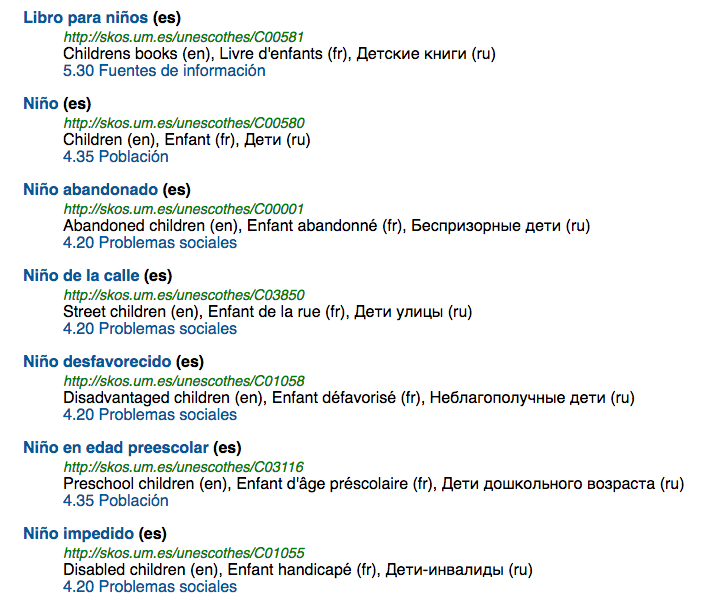 Libro para niños (es)
http://skos.um.es/unescothes/C00581
Childrens books (en), Livre d'enfants (fr), Детские книги (ru)
5.30 Fuentes de información
Niño (es)
http://skos.um.es/unescothes/C00580
Children (en), Enfant (fr), Дети (ru)
4.35 Población
Niño abandonado (es)
http://skos.um.es/unescothes/C00001
Abandoned children (en), Enfant abandonné (fr), Беспризорные дети (ru)
4.20 Problemas sociales
Niño de la calle (es)
http://skos.um.es/unescothes/C03850
Street children (en), Enfant de la rue (fr), Дети улицы (ru)
4.20 Problemas sociales
Niño desfavorecido (es)
http://skos.um.es/unescothes/C01058
Disadvantaged children (en), Enfant défavorisé (fr), Неблагополучные дети (ru)
4.20 Problemas sociales
Niño en edad preescolar (es)
http://skos.um.es/unescothes/C03116
Preschool children (en), Enfant d'âge préscolaire (fr), Дети дошкольного возраста (ru)
4.35 Población
Niño impedido (es)
http://skos.um.es/unescothes/C01055
Disabled children (en), Enfant handicapé (fr), Дети-инвалиды (ru)
4.20 Problemas sociales